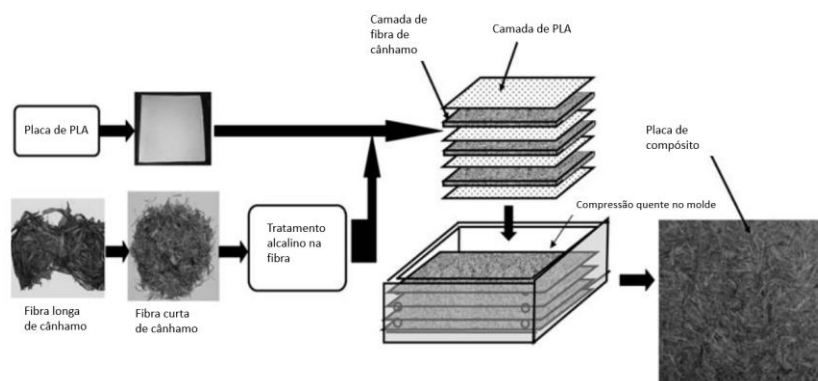 Camada de
fibra de
cânhamo
Camada de PLA
Placa de PLA
Placa de
compósito
Compressão quente no molde
Tratamento
alcalino na
fibra
Fibra longa
de cânhamo
Fibra curta
de cânhamo